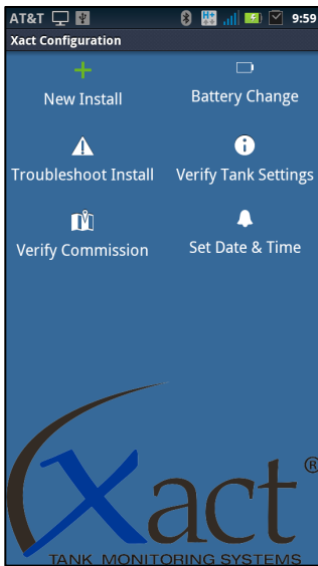 AT&T 9:59
Xact Configuration
New Install Battery Change
Troubleshoot Install Verify Tank Settings
Verify Commission Set Date & Time
Xact®
TANK MONITORING SYSTEMS